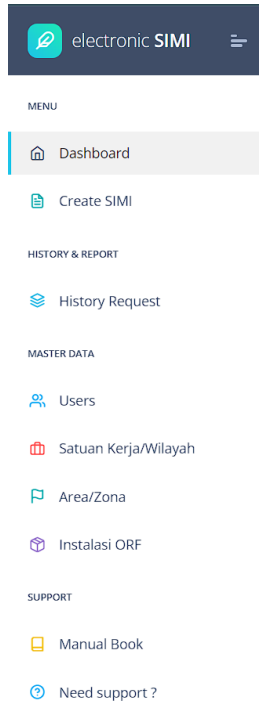 electronic SIMI
MENU
Dashboard
Create SIMI
HISTORY & REPORT
History Request
MASTER DATA
Users
Satuan Kerja/Wilayah
Area/Zona
Instalasi ORF
SUPPORT
Manual Book
Need support ?